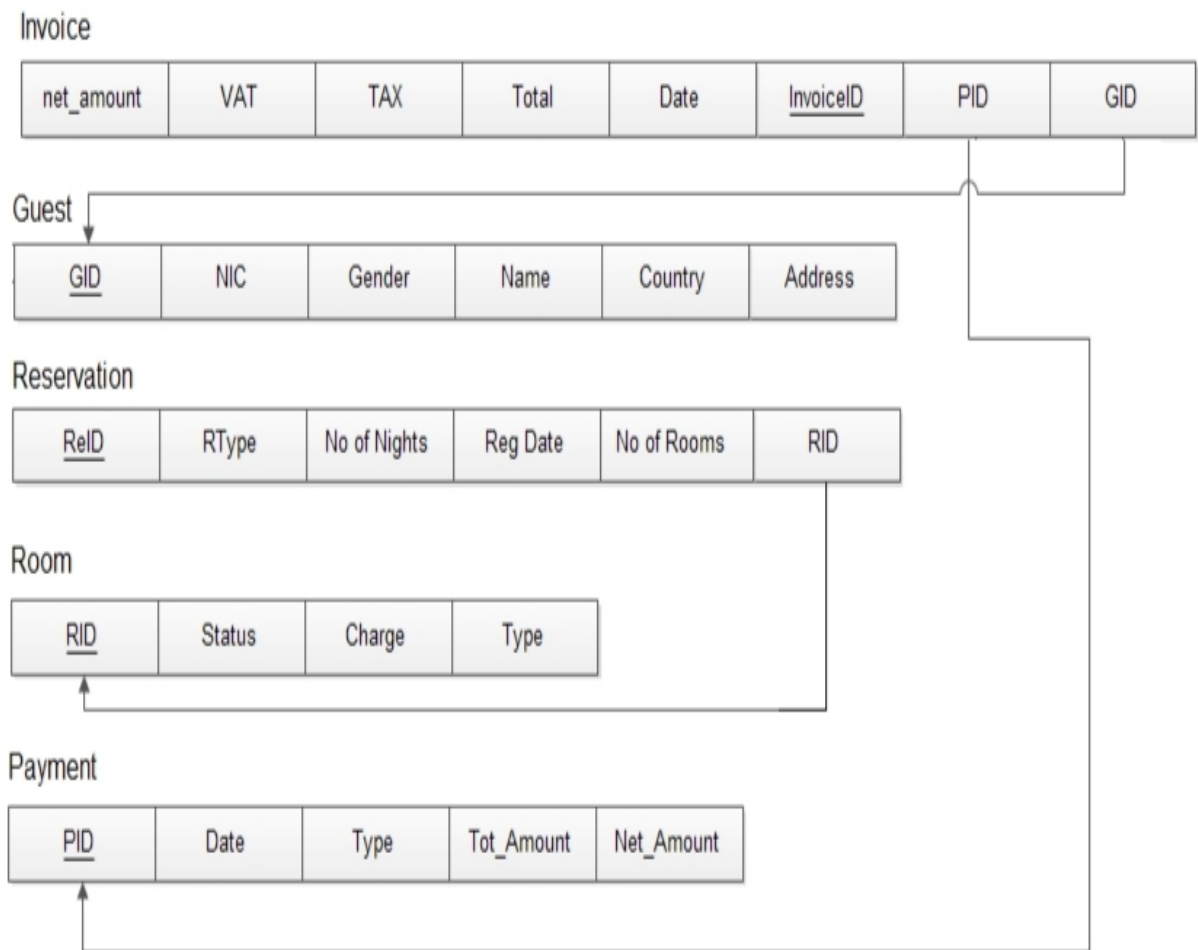 Invoice
net_amount VAT TAX Total Date InvoiceID PID GID
Guest
GID NIC Gender Name Country Address
Reservation
ReID RType No of Nights Reg Date No of Rooms RID
Room
RID Status Charge Type
Payment
PID Date Type Tot_Amount Net_Amount